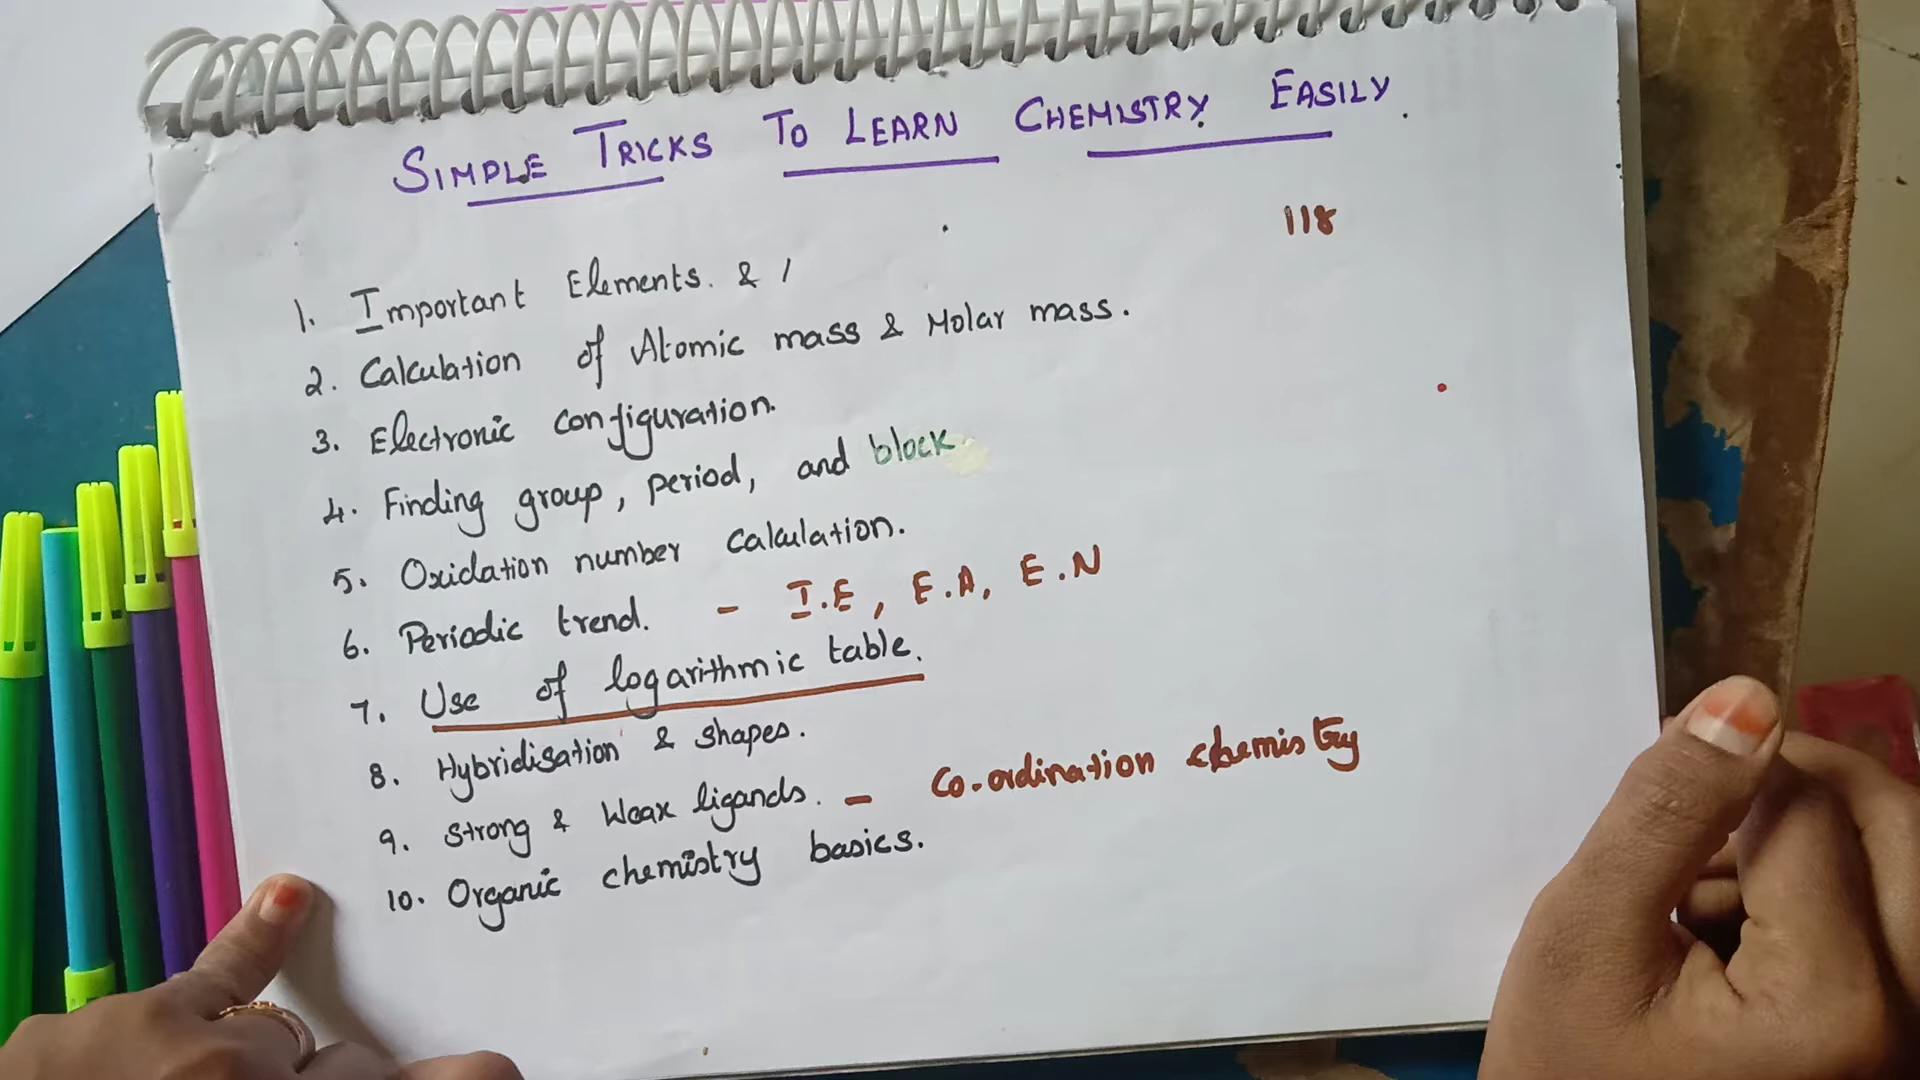 SIMPLE TRICKS TO LEARN CHEMISTRY EASILY.
118
1. Important Elements. & /
2. Calculation of Atomic mass & Molar mass.
3. Electronic configuration.
4. Finding group, period, and block
5. Oxidation number calculation.
6. Periodic trend. - I.E, E.A, E.N
7. Use of logarithmic table.
8. Hybridisation & shapes.
9. Strong & Weak ligands. - Co-ordination chemistry
10. Organic chemistry basics.